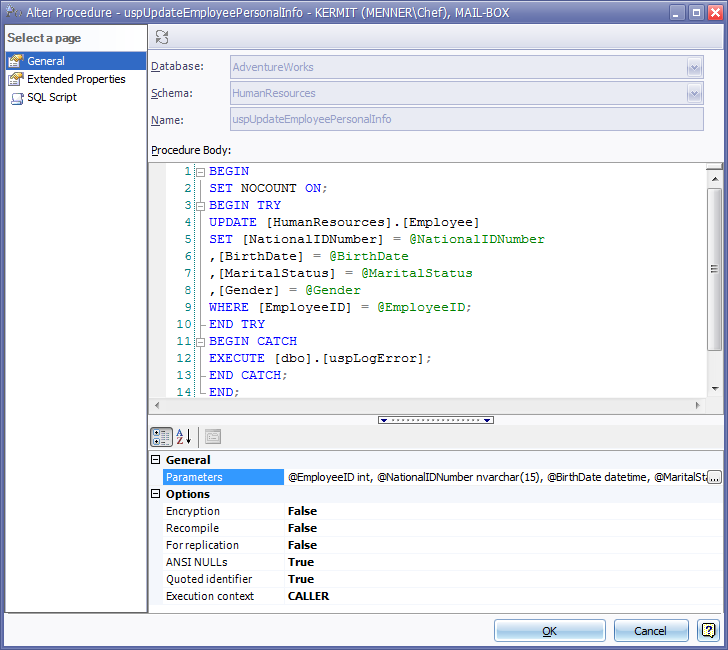 Alter Procedure - uspUpdateEmployeePersonalInfo - KERMIT (MENNER\Chef), MAIL-BOX
Select a page
General
Extended Properties
SQL Script
Database: AdventureWorks
Schema: HumanResources
Name: uspUpdateEmployeePersonalInfo
Procedure Body:
1 BEGIN
2 SET NOCOUNT ON;
3 BEGIN TRY
4 UPDATE [HumanResources].[Employee]
5 SET [NationalIDNumber] = @NationalIDNumber
6 ,[BirthDate] = @BirthDate
7 ,[MaritalStatus] = @MaritalStatus
8 ,[Gender] = @Gender
9 WHERE [EmployeeID] = @EmployeeID;
10 END TRY
11 BEGIN CATCH
12 EXECUTE [dbo].[uspLogError];
13 END CATCH;
14 END;
General
Parameters @EmployeeID int, @NationalIDNumber nvarchar(15), @BirthDate datetime, @MaritalSta ...
Options
Encryption False
Recompile False
For replication False
ANSI NULLs True
Quoted identifier True
Execution context CALLER
OK Cancel ?